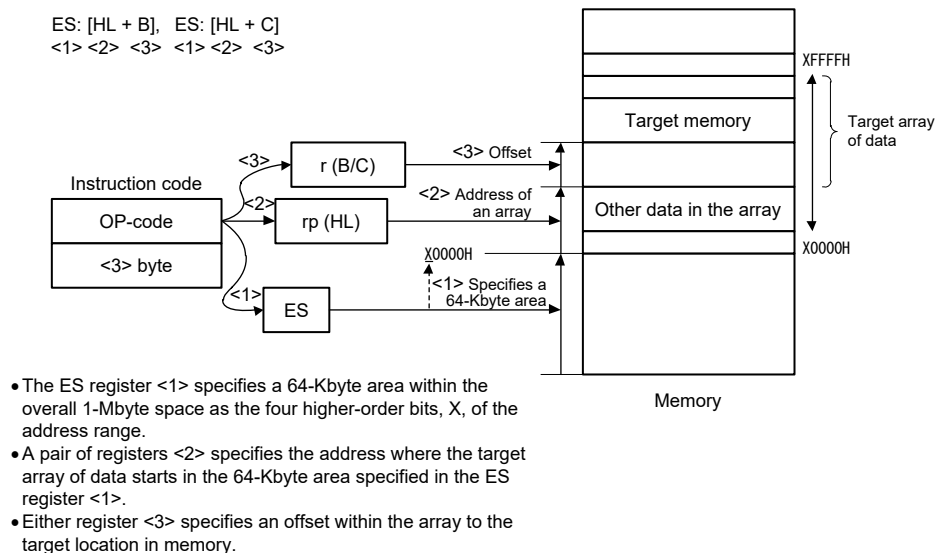 ES: [HL + B], ES: [HL + C]
<1> <2> <3> <1> <2> <3>
XFFFFH
Target memory
Target array
of data
<3>
r (B/C)
<3> Offset
Instruction code
OP-code
<2>
rp (HL)
<2> Address of
an array
Other data in the array
<3> byte
X0000H
X0000H
<1>
ES
<1> Specifies a
64-Kbyte area
Memory
• The ES register <1> specifies a 64-Kbyte area within the
overall 1-Mbyte space as the four higher-order bits, X, of the
address range.
• A pair of registers <2> specifies the address where the target
array of data starts in the 64-Kbyte area specified in the ES
register <1>.
• Either register <3> specifies an offset within the array to the
target location in memory.